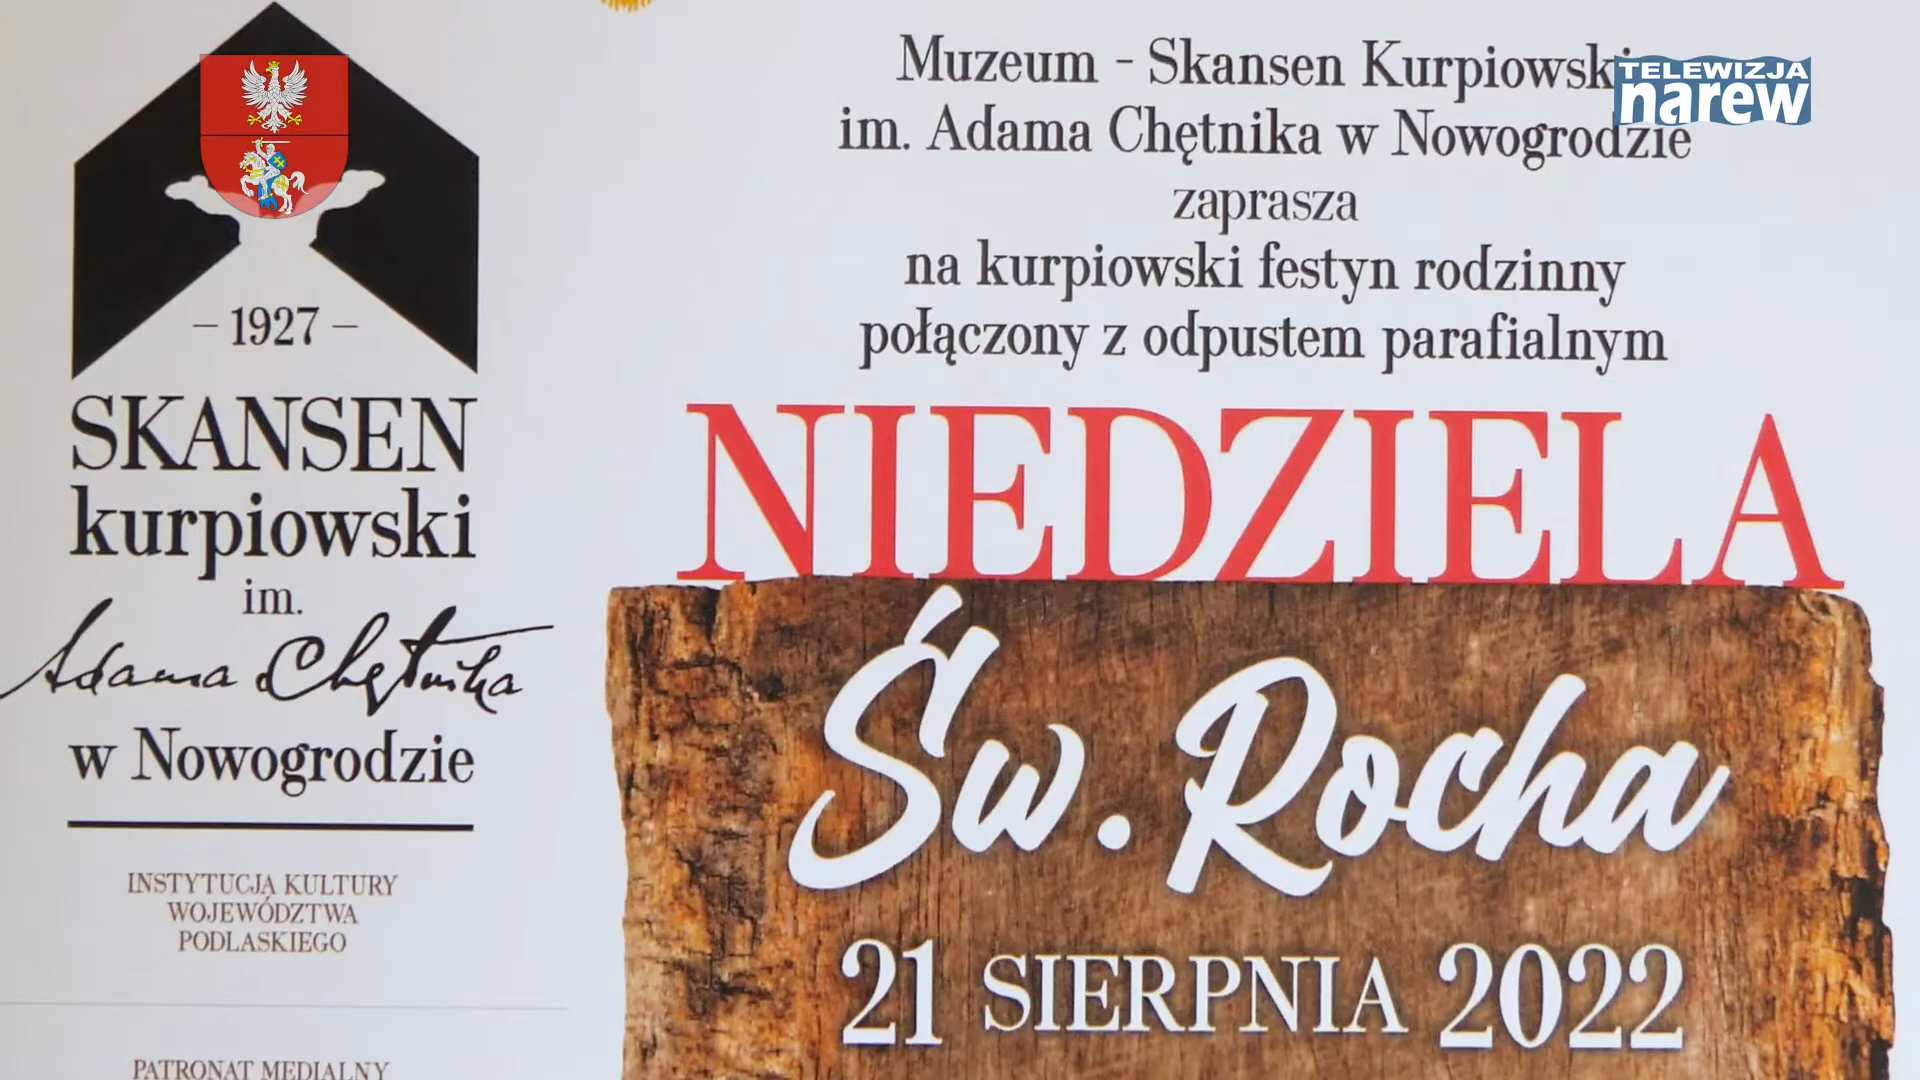 – 1927 –
SKANSEN
kurpiowski
im.
Adama Chętnika
w Nowogrodzie
INSTYTUCJA KULTURY
WOJEWÓDZTWA
PODLASKIEGO
PATRONAT MEDIALNY
Muzeum - Skansen Kurpiowski
im. Adama Chętnika w Nowogrodzie
zaprasza
na kurpiowski festyn rodzinny
połączony z odpustem parafialnym
NIEDZIELA
Św. Rocha
21 SIERPNIA 2022
TELEWIZJA
narew